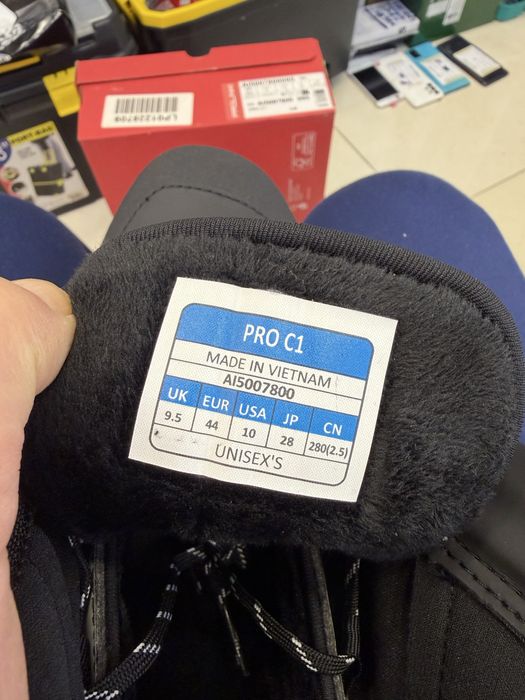 LP01229709
PRO C1
MADE IN VIETNAM
AI5007800
UK EUR USA JP CN
9.5 44 10 28 280(2.5)
UNISEX'S